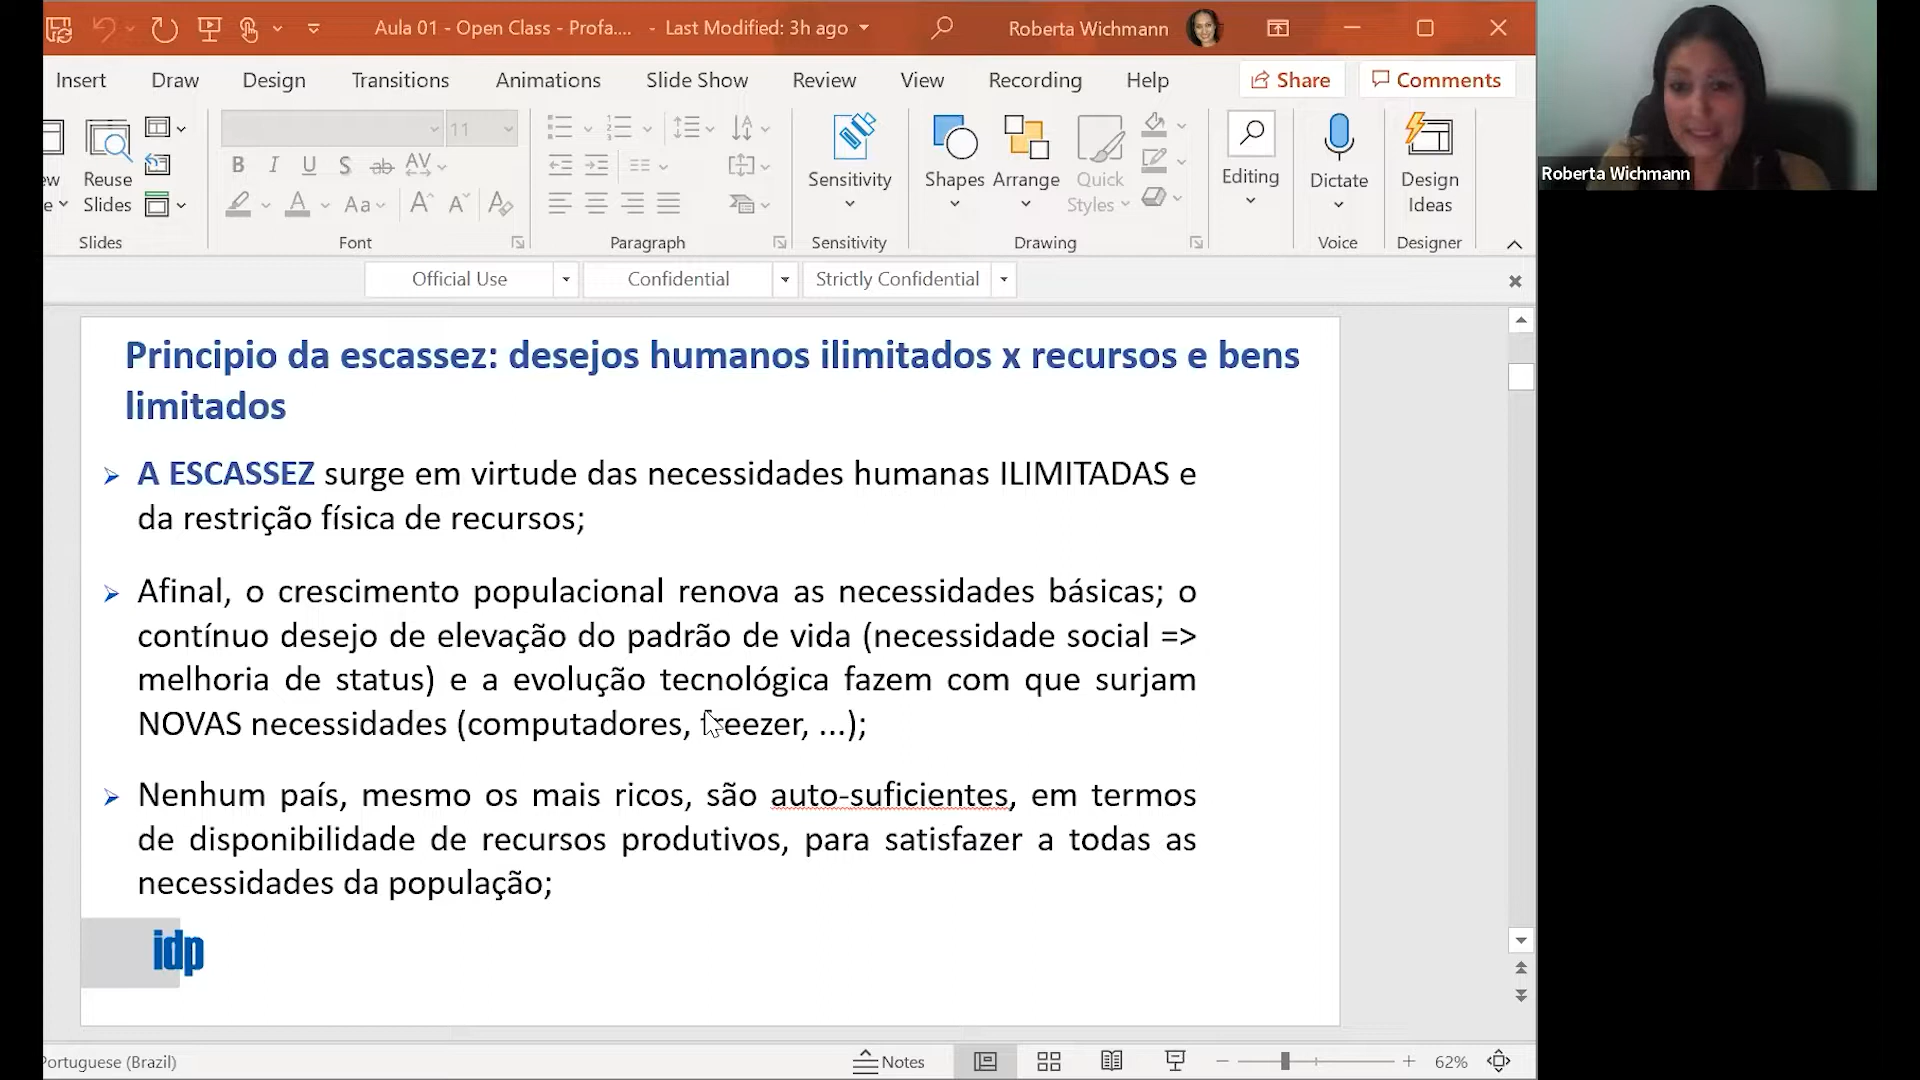 Aula 01 - Open Class - Profa.... - Last Modified: 3h ago
Roberta Wichmann
Insert Draw Design Transitions Animations Slide Show Review View Recording Help Share Comments
11
Reuse
Slides
B I U S ab AV
Aa A A
Sensitivity
Shapes Arrange Quick
Styles
Editing
Dictate
Design
Ideas
Slides Font Paragraph Sensitivity Drawing Voice Designer
Official Use Confidential Strictly Confidential
Roberta Wichmann
Principio da escassez: desejos humanos ilimitados x recursos e bens
limitados
A ESCASSEZ surge em virtude das necessidades humanas ILIMITADAS e
da restrição física de recursos;
Afinal, o crescimento populacional renova as necessidades básicas; o
contínuo desejo de elevação do padrão de vida (necessidade social =>
melhoria de status) e a evolução tecnológica fazem com que surjam
NOVAS necessidades (computadores, freezer, ...);
Nenhum país, mesmo os mais ricos, são auto-suficientes, em termos
de disponibilidade de recursos produtivos, para satisfazer a todas as
necessidades da população;
idp
Portuguese (Brazil)
Notes
62%